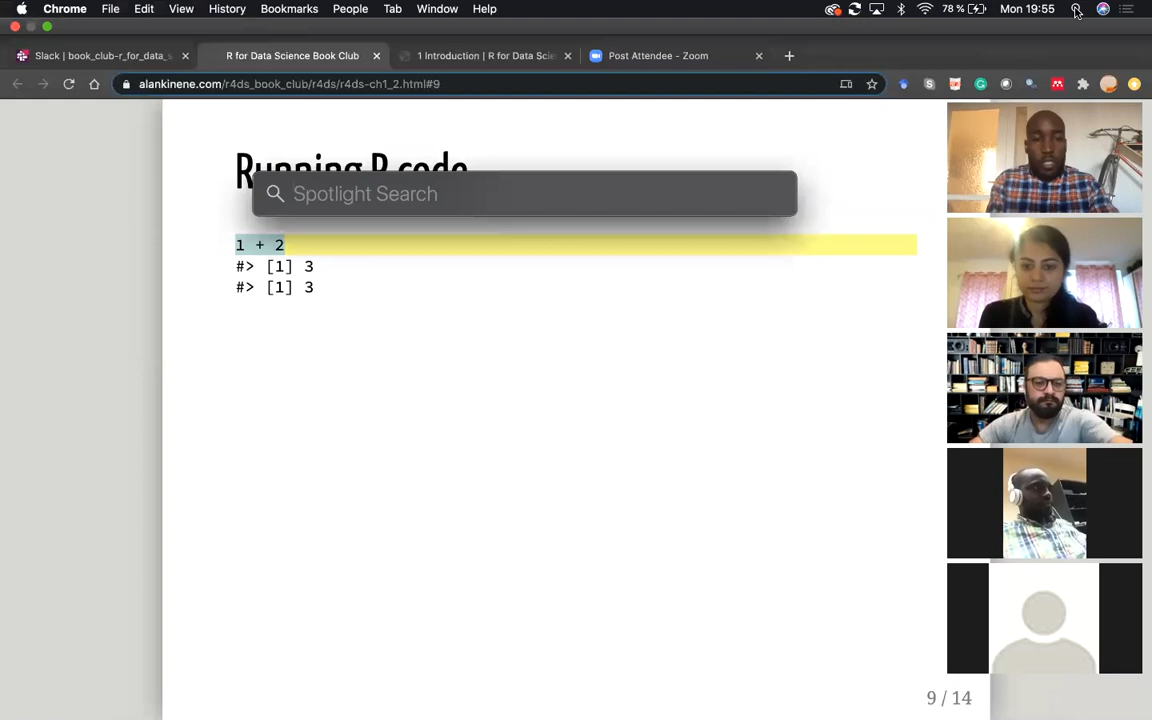 Chrome File Edit View History Bookmarks People Tab Window Help 78 % Mon 19:55
Slack | book_club-r_for_data_s R for Data Science Book Club 1 Introduction | R for Data Scie Post Attendee - Zoom
alankinene.com/r4ds_book_club/r4ds/r4ds-ch1_2.html#9
Running R code
Spotlight Search
1 + 2
#> [1] 3
#> [1] 3
9 / 14